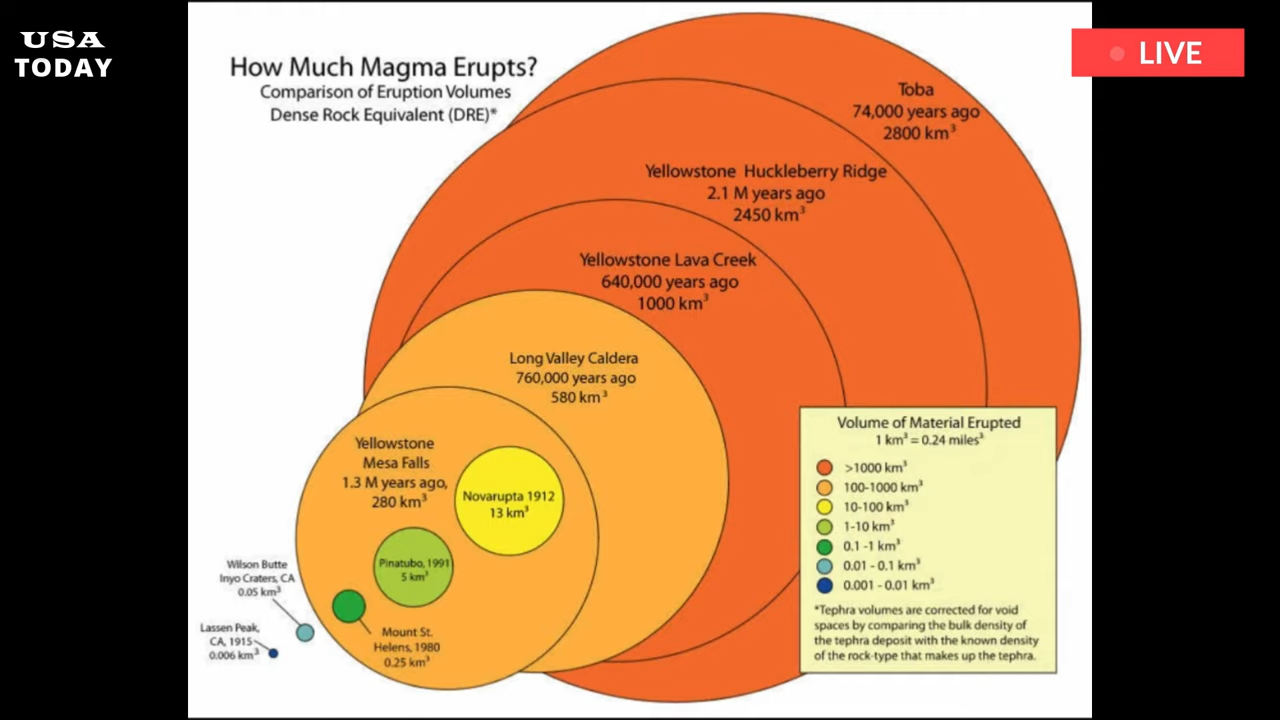 USA
TODAY
LIVE
How Much Magma Erupts?
Comparison of Eruption Volumes
Dense Rock Equivalent (DRE)*
Toba
74,000 years ago
2800 km³
Yellowstone Huckleberry Ridge
2.1 M years ago
2450 km³
Yellowstone Lava Creek
640,000 years ago
1000 km³
Long Valley Caldera
760,000 years ago
580 km³
Yellowstone
Mesa Falls
1.3 M years ago,
280 km³
Novarupta 1912
13 km³
Pinatubo, 1991
5 km³
Mount St.
Helens, 1980
0.25 km³
Wilson Butte
Inyo Craters, CA
0.05 km³
Lassen Peak,
CA, 1915
0.006 km³
Volume of Material Erupted
1 km³ = 0.24 miles³
>1000 km³
100-1000 km³
10-100 km³
1-10 km³
0.1 -1 km³
0.01 - 0.1 km³
0.001 - 0.01 km³
*Tephra volumes are corrected for void
spaces by comparing the bulk density of
the tephra deposit with the known density
of the rock-type that makes up the tephra.